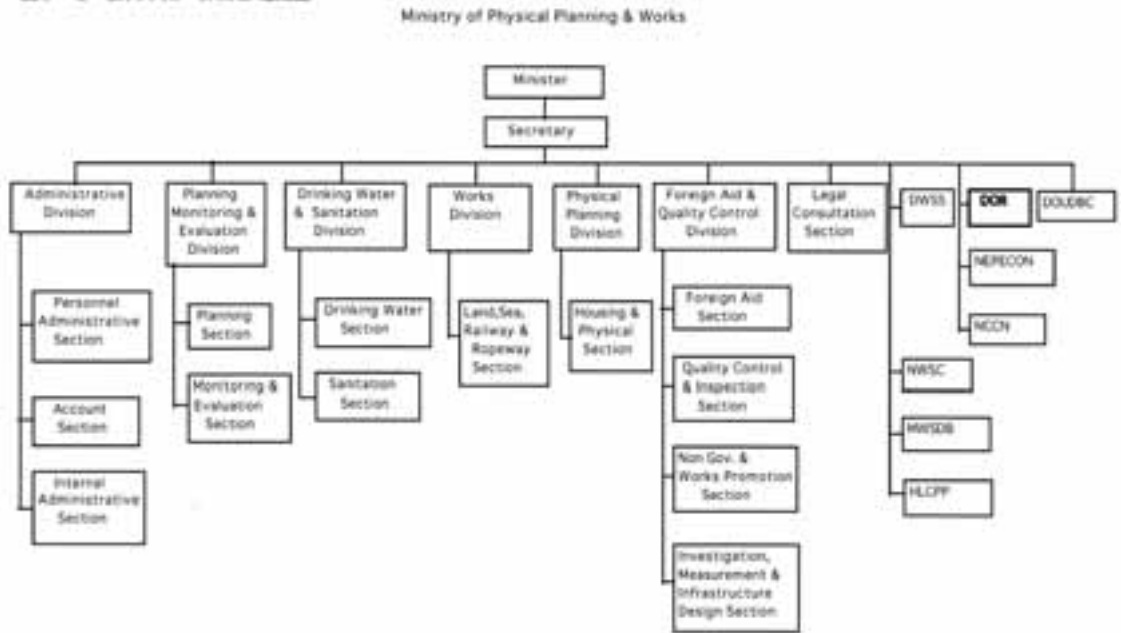 Ministry of Physical Planning & Works
Minister
Secretary
Administrative
Division
Planning
Monitoring &
Evaluation
Division
Drinking Water
& Sanitation
Division
Works
Division
Physical
Planning
Division
Foreign Aid &
Quality Control
Division
Legal
Consultation
Section
DWSS
DOR
DOUDBC
Personnel
Administrative
Section
Account
Section
Internal
Administrative
Section
Planning
Section
Monitoring &
Evaluation
Section
Drinking Water
Section
Sanitation
Section
Land,Sea,
Railway &
Ropeway
Section
Housing &
Physical
Section
Foreign Aid
Section
Quality Control
& Inspection
Section
Non Gov. &
Works Promotion
Section
Investigation,
Measurement &
Infrastructure
Design Section
NEPECON
NCCN
NWSC
MWSDB
HLCPP